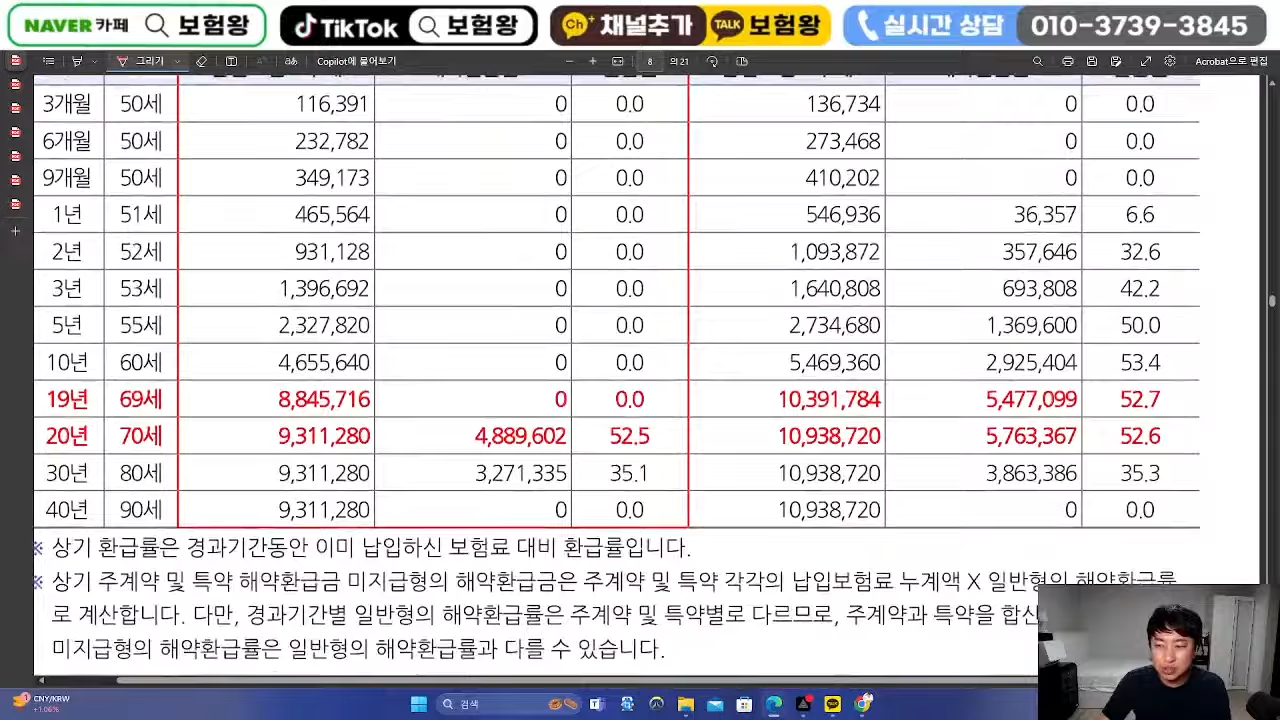 NAVER 카페 보험왕 TikTok 보험왕 Ch+ 채널추가 TALK 보험왕 실시간 상담 010-3739-3845
그리기 Copilot에 물어보기 8 의 21 Acrobat으로 편집
3개월 50세 116,391 0 0.0 136,734 0 0.0
6개월 50세 232,782 0 0.0 273,468 0 0.0
9개월 50세 349,173 0 0.0 410,202 0 0.0
1년 51세 465,564 0 0.0 546,936 36,357 6.6
2년 52세 931,128 0 0.0 1,093,872 357,646 32.6
3년 53세 1,396,692 0 0.0 1,640,808 693,808 42.2
5년 55세 2,327,820 0 0.0 2,734,680 1,369,600 50.0
10년 60세 4,655,640 0 0.0 5,469,360 2,925,404 53.4
19년 69세 8,845,716 0 0.0 10,391,784 5,477,099 52.7
20년 70세 9,311,280 4,889,602 52.5 10,938,720 5,763,367 52.6
30년 80세 9,311,280 3,271,335 35.1 10,938,720 3,863,386 35.3
40년 90세 9,311,280 0 0.0 10,938,720 0 0.0
※ 상기 환급률은 경과기간동안 이미 납입하신 보험료 대비 환급률입니다.
※ 상기 주계약 및 특약 해약환급금 미지급형의 해약환급금은 주계약 및 특약 각각의 납입보험료 누계액 X 일반형의 해약환급률
로 계산합니다. 다만, 경과기간별 일반형의 해약환급률은 주계약 및 특약별로 다르므로, 주계약과 특약을 합산
미지급형의 해약환급률은 일반형의 해약환급률과 다를 수 있습니다.
CNY/KRW
+1.06%
검색